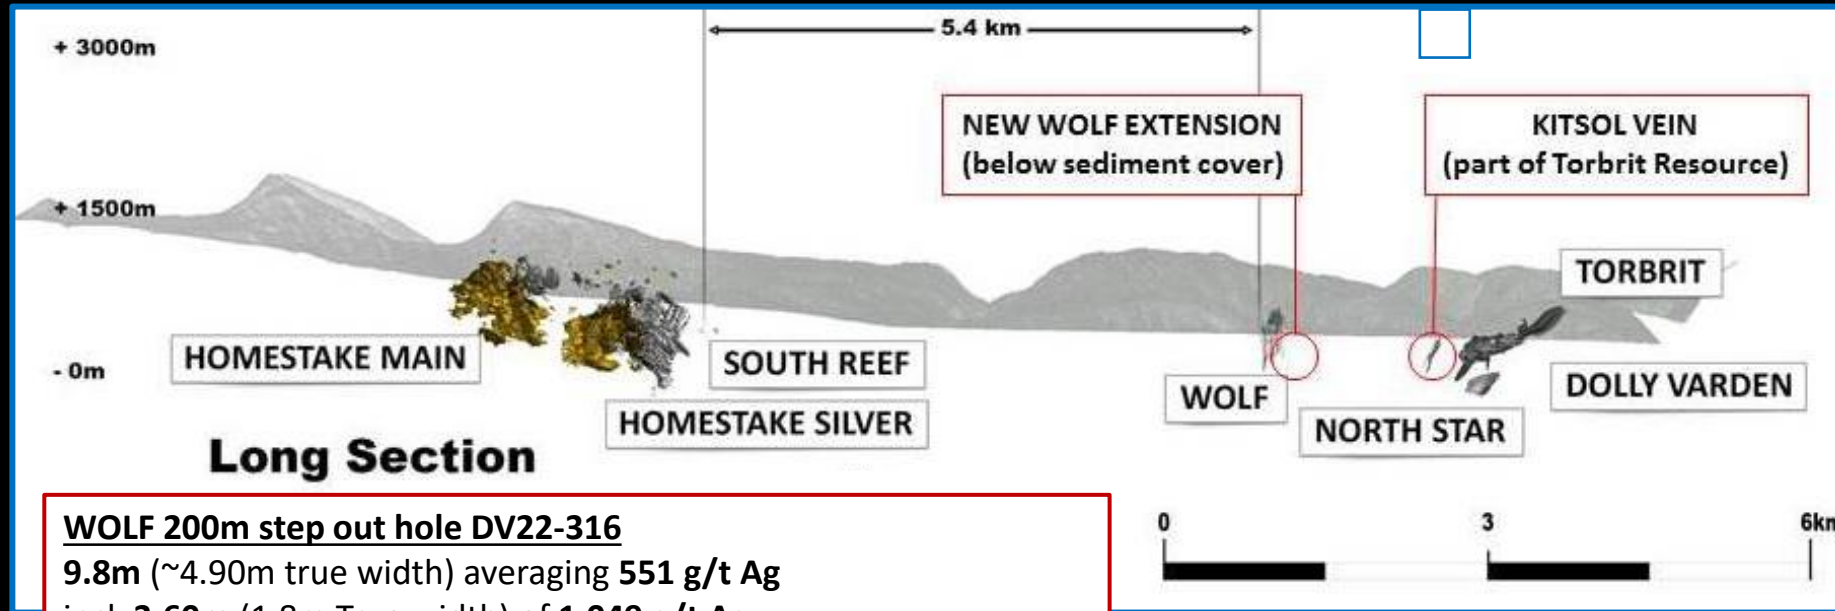 5.4 km
+ 3000m
NEW WOLF EXTENSION
(below sediment cover)
KITSOL VEIN
(part of Torbrit Resource)
+ 1500m
TORBRIT
HOMESTAKE MAIN
SOUTH REEF
- 0m
WOLF
DOLLY VARDEN
HOMESTAKE SILVER
NORTH STAR
Long Section
0 3 6km
WOLF 200m step out hole DV22-316
9.8m (~4.90m true width) averaging 551 g/t Ag